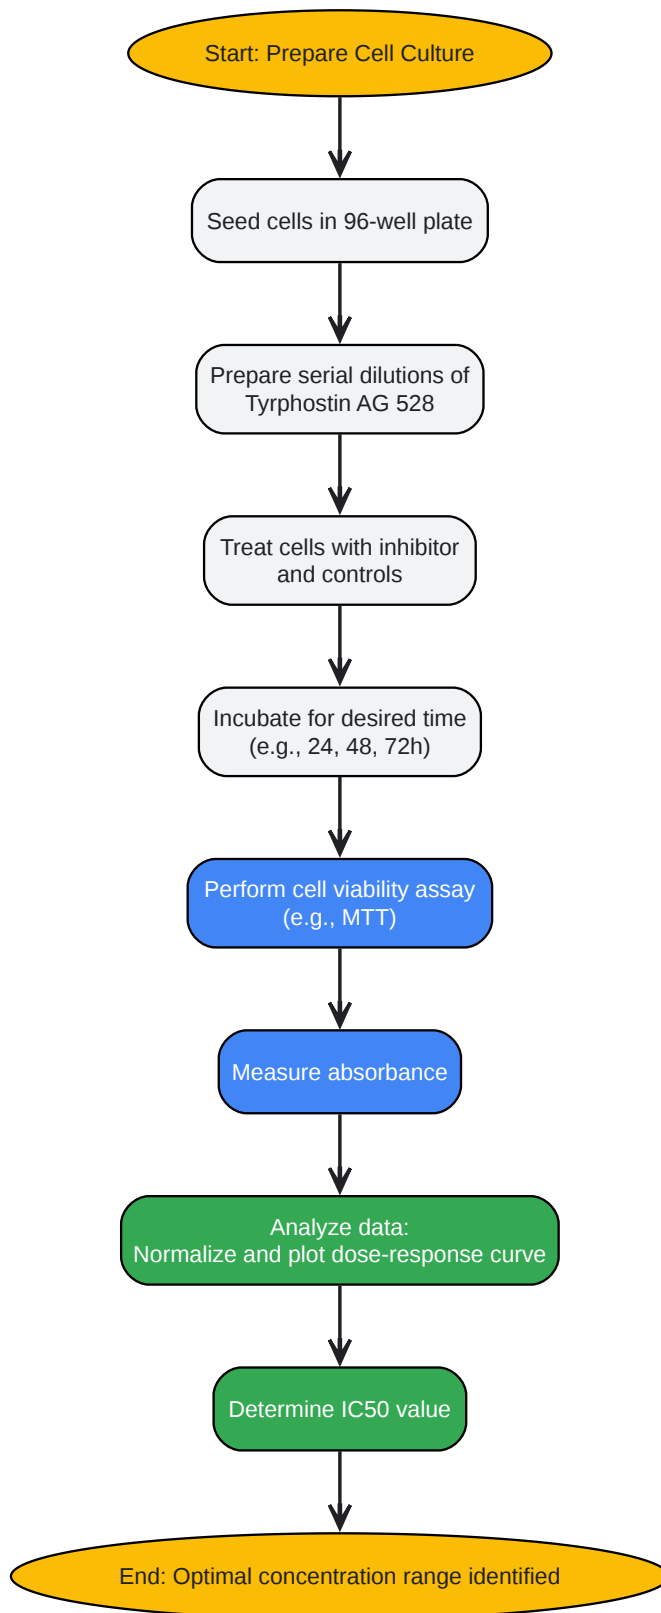 Start: Prepare Cell Culture
Seed cells in 96-well plate
Prepare serial dilutions of
Tyrphostin AG 528
Treat cells with inhibitor
and controls
Incubate for desired time
(e.g., 24, 48, 72h)
Perform cell viability assay
(e.g., MTT)
Measure absorbance
Analyze data:
Normalize and plot dose-response curve
Determine IC50 value
End: Optimal concentration range identified